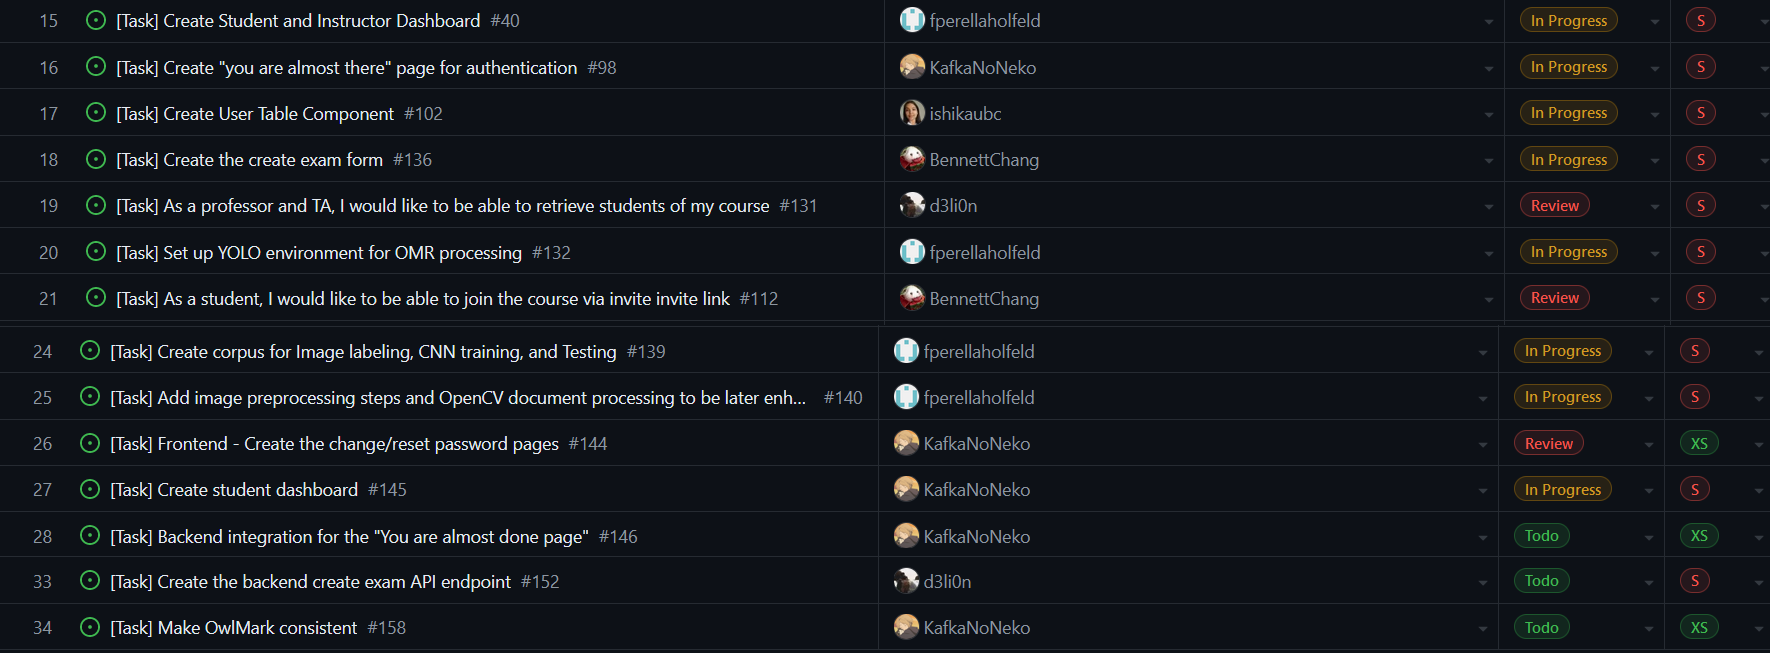 15 [Task] Create Student and Instructor Dashboard #40 fperellaholfeld In Progress S
16 [Task] Create "you are almost there" page for authentication #98 KafkaNoNeko In Progress S
17 [Task] Create User Table Component #102 ishikaubc In Progress S
18 [Task] Create the create exam form #136 BennettChang In Progress S
19 [Task] As a professor and TA, I would like to be able to retrieve students of my course #131 d3li0n Review S
20 [Task] Set up YOLO environment for OMR processing #132 fperellaholfeld In Progress S
21 [Task] As a student, I would like to be able to join the course via invite invite link #112 BennettChang Review S
24 [Task] Create corpus for Image labeling, CNN training, and Testing #139 fperellaholfeld In Progress S
25 [Task] Add image preprocessing steps and OpenCV document processing to be later enh... #140 fperellaholfeld In Progress S
26 [Task] Frontend - Create the change/reset password pages #144 KafkaNoNeko Review XS
27 [Task] Create student dashboard #145 KafkaNoNeko In Progress S
28 [Task] Backend integration for the "You are almost done page" #146 KafkaNoNeko Todo XS
33 [Task] Create the backend create exam API endpoint #152 d3li0n Todo S
34 [Task] Make OwlMark consistent #158 KafkaNoNeko Todo XS